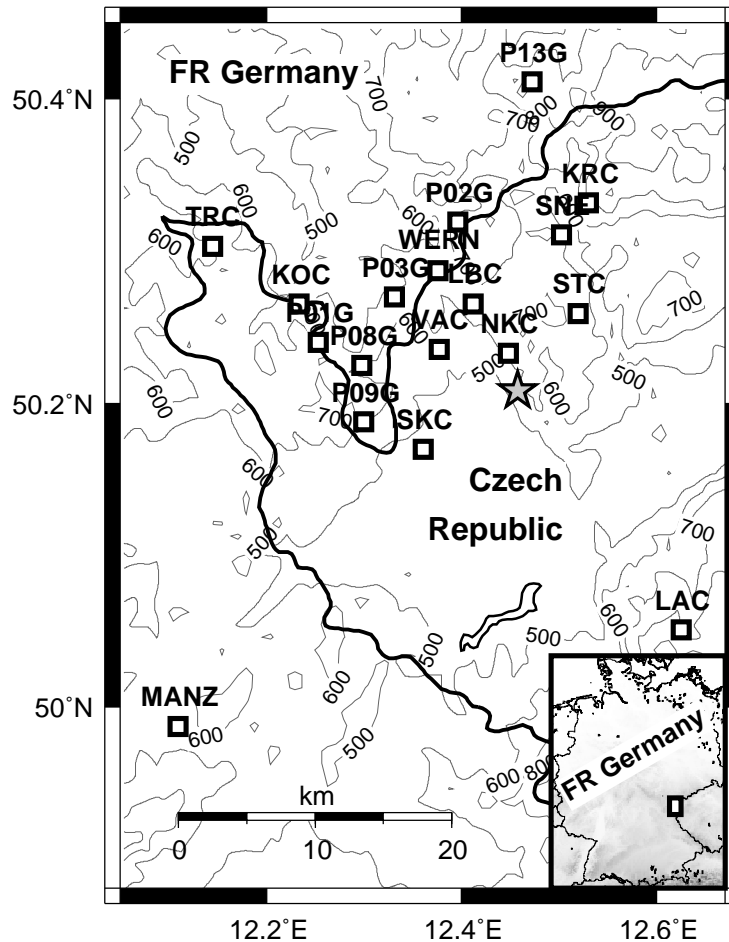 P13G
FR Germany
700
800
900
50.4°N
700
500
KRC
P02G
600
SNE
TRC
600
500
WERN
600
P03G
LBC
KOC
STC
P01G
700
700
VAC
NKC
P08G
600
500
500
P09G
600
50.2°N
600
700
SKC
600
Czech
Republic
500
700
LAC
500
600
500
MANZ
600
50°N
600
500
600
800
FR Germany
km
0
10
20
12.2°E
12.4°E
12.6°E